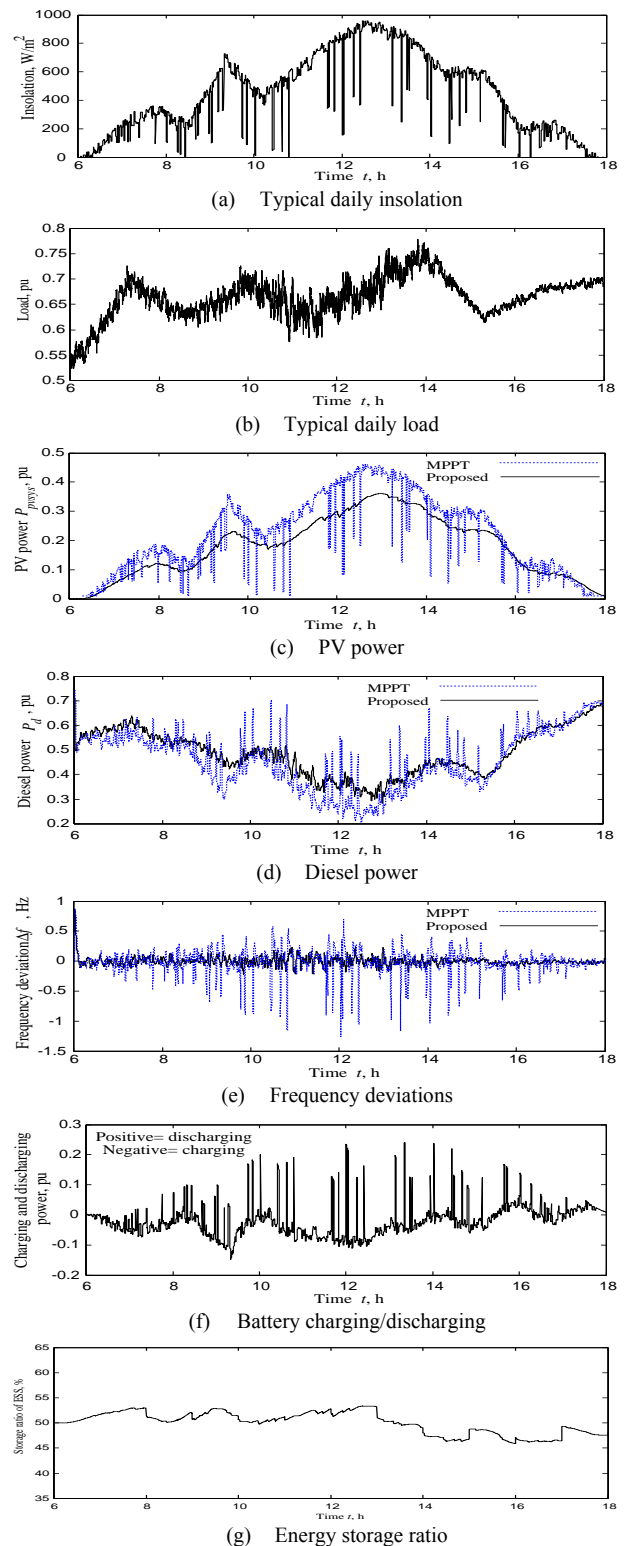 1000
800
600
400
200
0
Insolation, W/m²
6 8 10 12 14 16 18
Time t, h
(a) Typical daily insolation
0.8
0.75
0.7
0.65
0.6
0.55
0.5
Load, pu
6 8 10 12 14 16 18
Time t, h
(b) Typical daily load
0.5
0.4
0.3
0.2
0.1
0
PV power P_pvsys, pu
MPPT
Proposed
6 8 10 12 14 16 18
Time t, h
(c) PV power
0.8
0.7
0.6
0.5
0.4
0.3
0.2
Diesel power P_d, pu
MPPT
Proposed
6 8 10 12 14 16 18
Time t, h
(d) Diesel power
1
0.5
0
-0.5
-1
-1.5
Frequency deviationΔf , Hz
MPPT
Proposed
6 8 10 12 14 16 18
Time t, h
(e) Frequency deviations
0.3
0.2
0.1
0
-0.1
-0.2
Charging and discharging
power, pu
Positive= discharging
Negative= charging
6 8 10 12 14 16 18
Time t, h
(f) Battery charging/discharging
65
60
55
50
45
40
35
Storage ratio of ESS, %
6 8 10 12 14 16 18
Time t, h
(g) Energy storage ratio